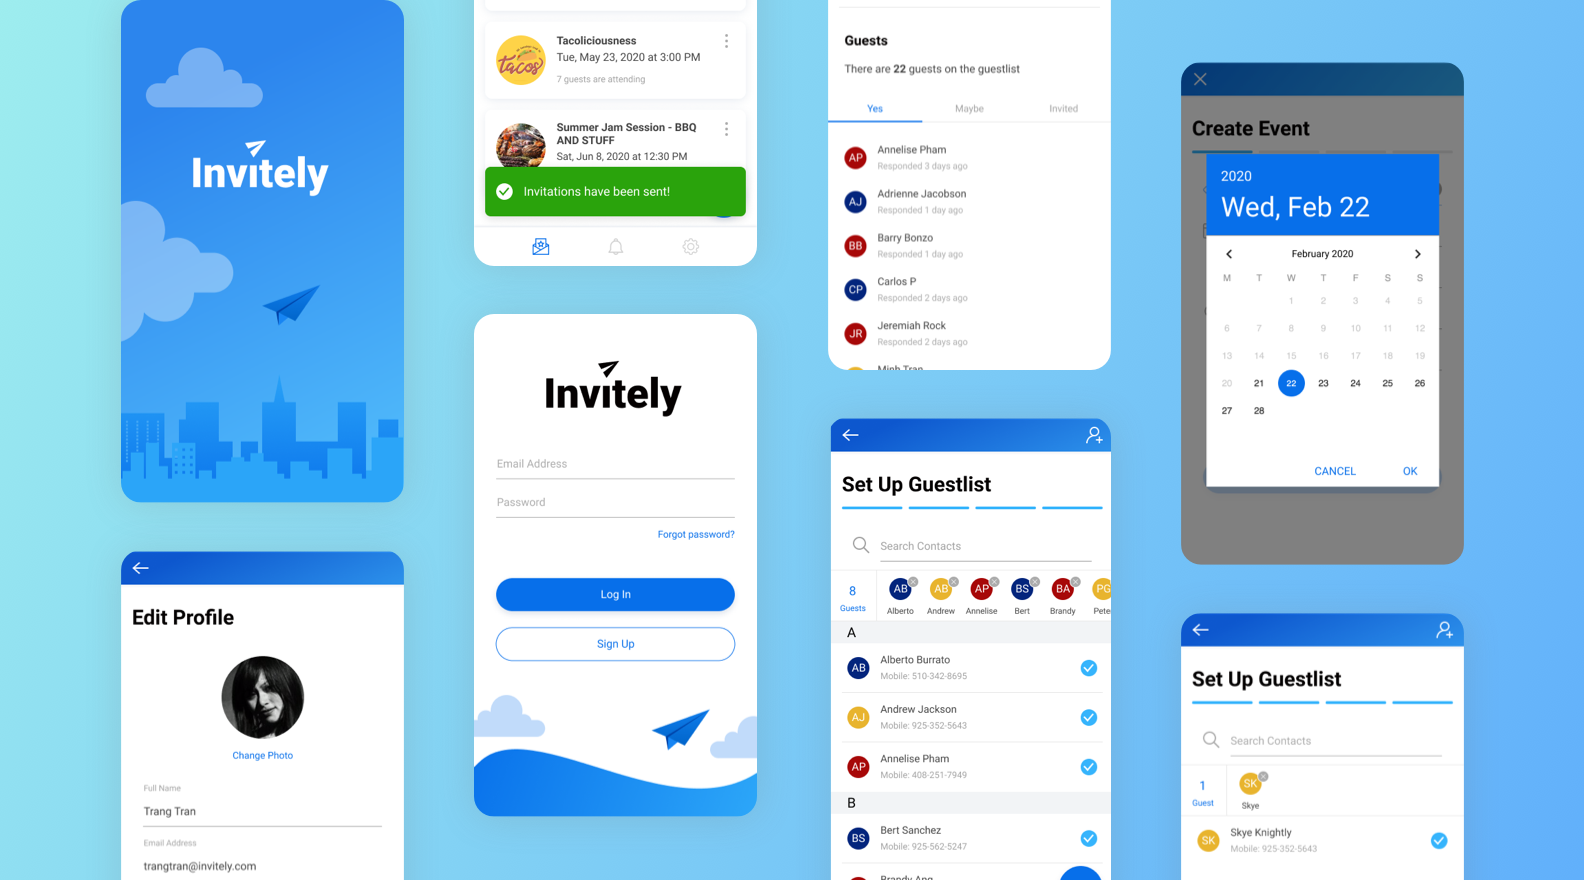 Invitely
Edit Profile
Change Photo
Full Name
Trang Tran
Email Address
trangtran@invitely.com
tacos
Tacoliciousness
Tue, May 23, 2020 at 3:00 PM
7 guests are attending
Summer Jam Session - BBQ
AND STUFF
Sat, Jun 8, 2020 at 12:30 PM
Invitations have been sent!
Invitely
Email Address
Password
Forgot password?
Log In
Sign Up
Guests
There are 22 guests on the guestlist
Yes Maybe Invited
AP Annelise Pham
Responded 3 days ago
AJ Adrienne Jacobson
Responded 1 day ago
BB Barry Bonzo
Responded 1 day ago
CP Carlos P
Responded 2 days ago
JR Jeremiah Rock
Responded 2 days ago
Minh Tran
Set Up Guestlist
Search Contacts
8 Guests
AB AB AP BS BA PG
Alberto Andrew Annelise Bert Brandy Pete
A
AB Alberto Burrato
Mobile: 510-342-8695
AJ Andrew Jackson
Mobile: 925-352-5643
AP Annelise Pham
Mobile: 408-251-7949
B
BS Bert Sanchez
Mobile: 925-562-5247
Brandy Ang
Create Event
2020
Wed, Feb 22
February 2020
M T W T F S S
1 2 3 4 5
6 7 8 9 10 11 12
13 14 15 16 17 18 19
20 21 22 23 24 25 26
27 28
CANCEL OK
Set Up Guestlist
Search Contacts
1 Guest
SK
Skye
SK Skye Knightly
Mobile: 925-352-5643